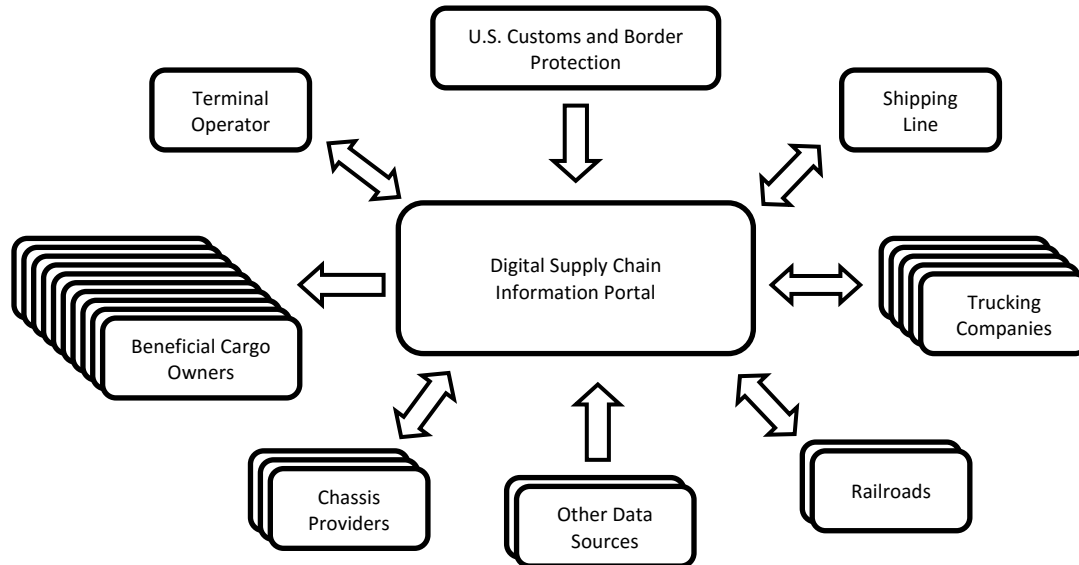 U.S. Customs and Border
Protection
Terminal
Operator
Shipping
Line
Digital Supply Chain
Information Portal
Beneficial Cargo
Owners
Trucking
Companies
Chassis
Providers
Other Data
Sources
Railroads